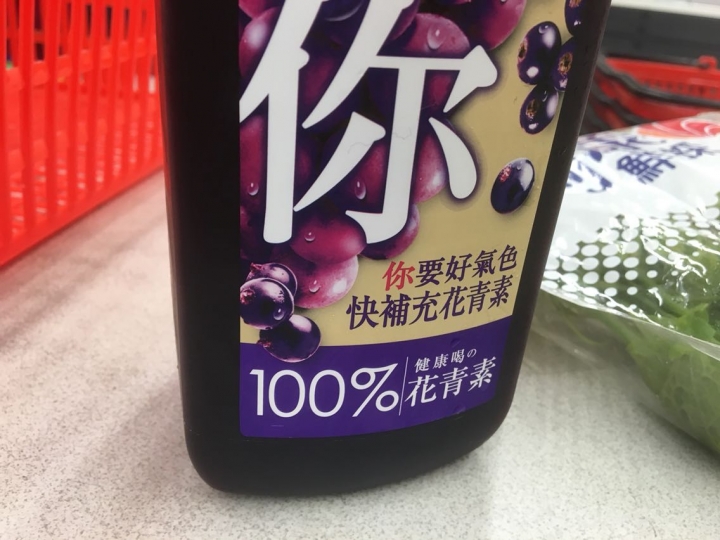 你
你要好氣色
快補充花青素
100%
健康喝の
花青素
鮮